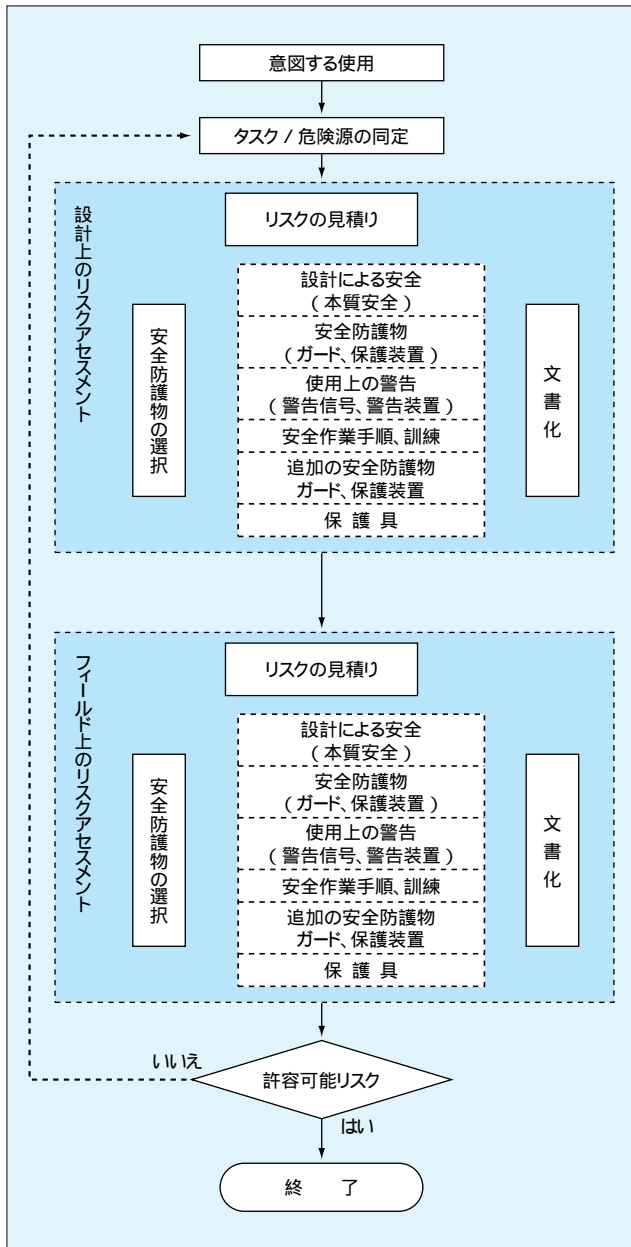 意図する使用
タスク / 危険源の同定
設計上のリスクアセスメント
リスクの見積り
安全防護物の選択
設計による安全
( 本質安全 )
安全防護物
(ガード、保護装置 )
使用上の警告
( 警告信号、警告装置 )
安全作業手順、訓練
追加の安全防護物
ガード、保護装置
保 護 具
文書化
フィールド上のリスクアセスメント
リスクの見積り
安全防護物の選択
設計による安全
( 本質安全 )
安全防護物
(ガード、保護装置 )
使用上の警告
( 警告信号、警告装置 )
安全作業手順、訓練
追加の安全防護物
ガード、保護装置
保 護 具
文書化
いいえ
許容可能リスク
はい
終 了